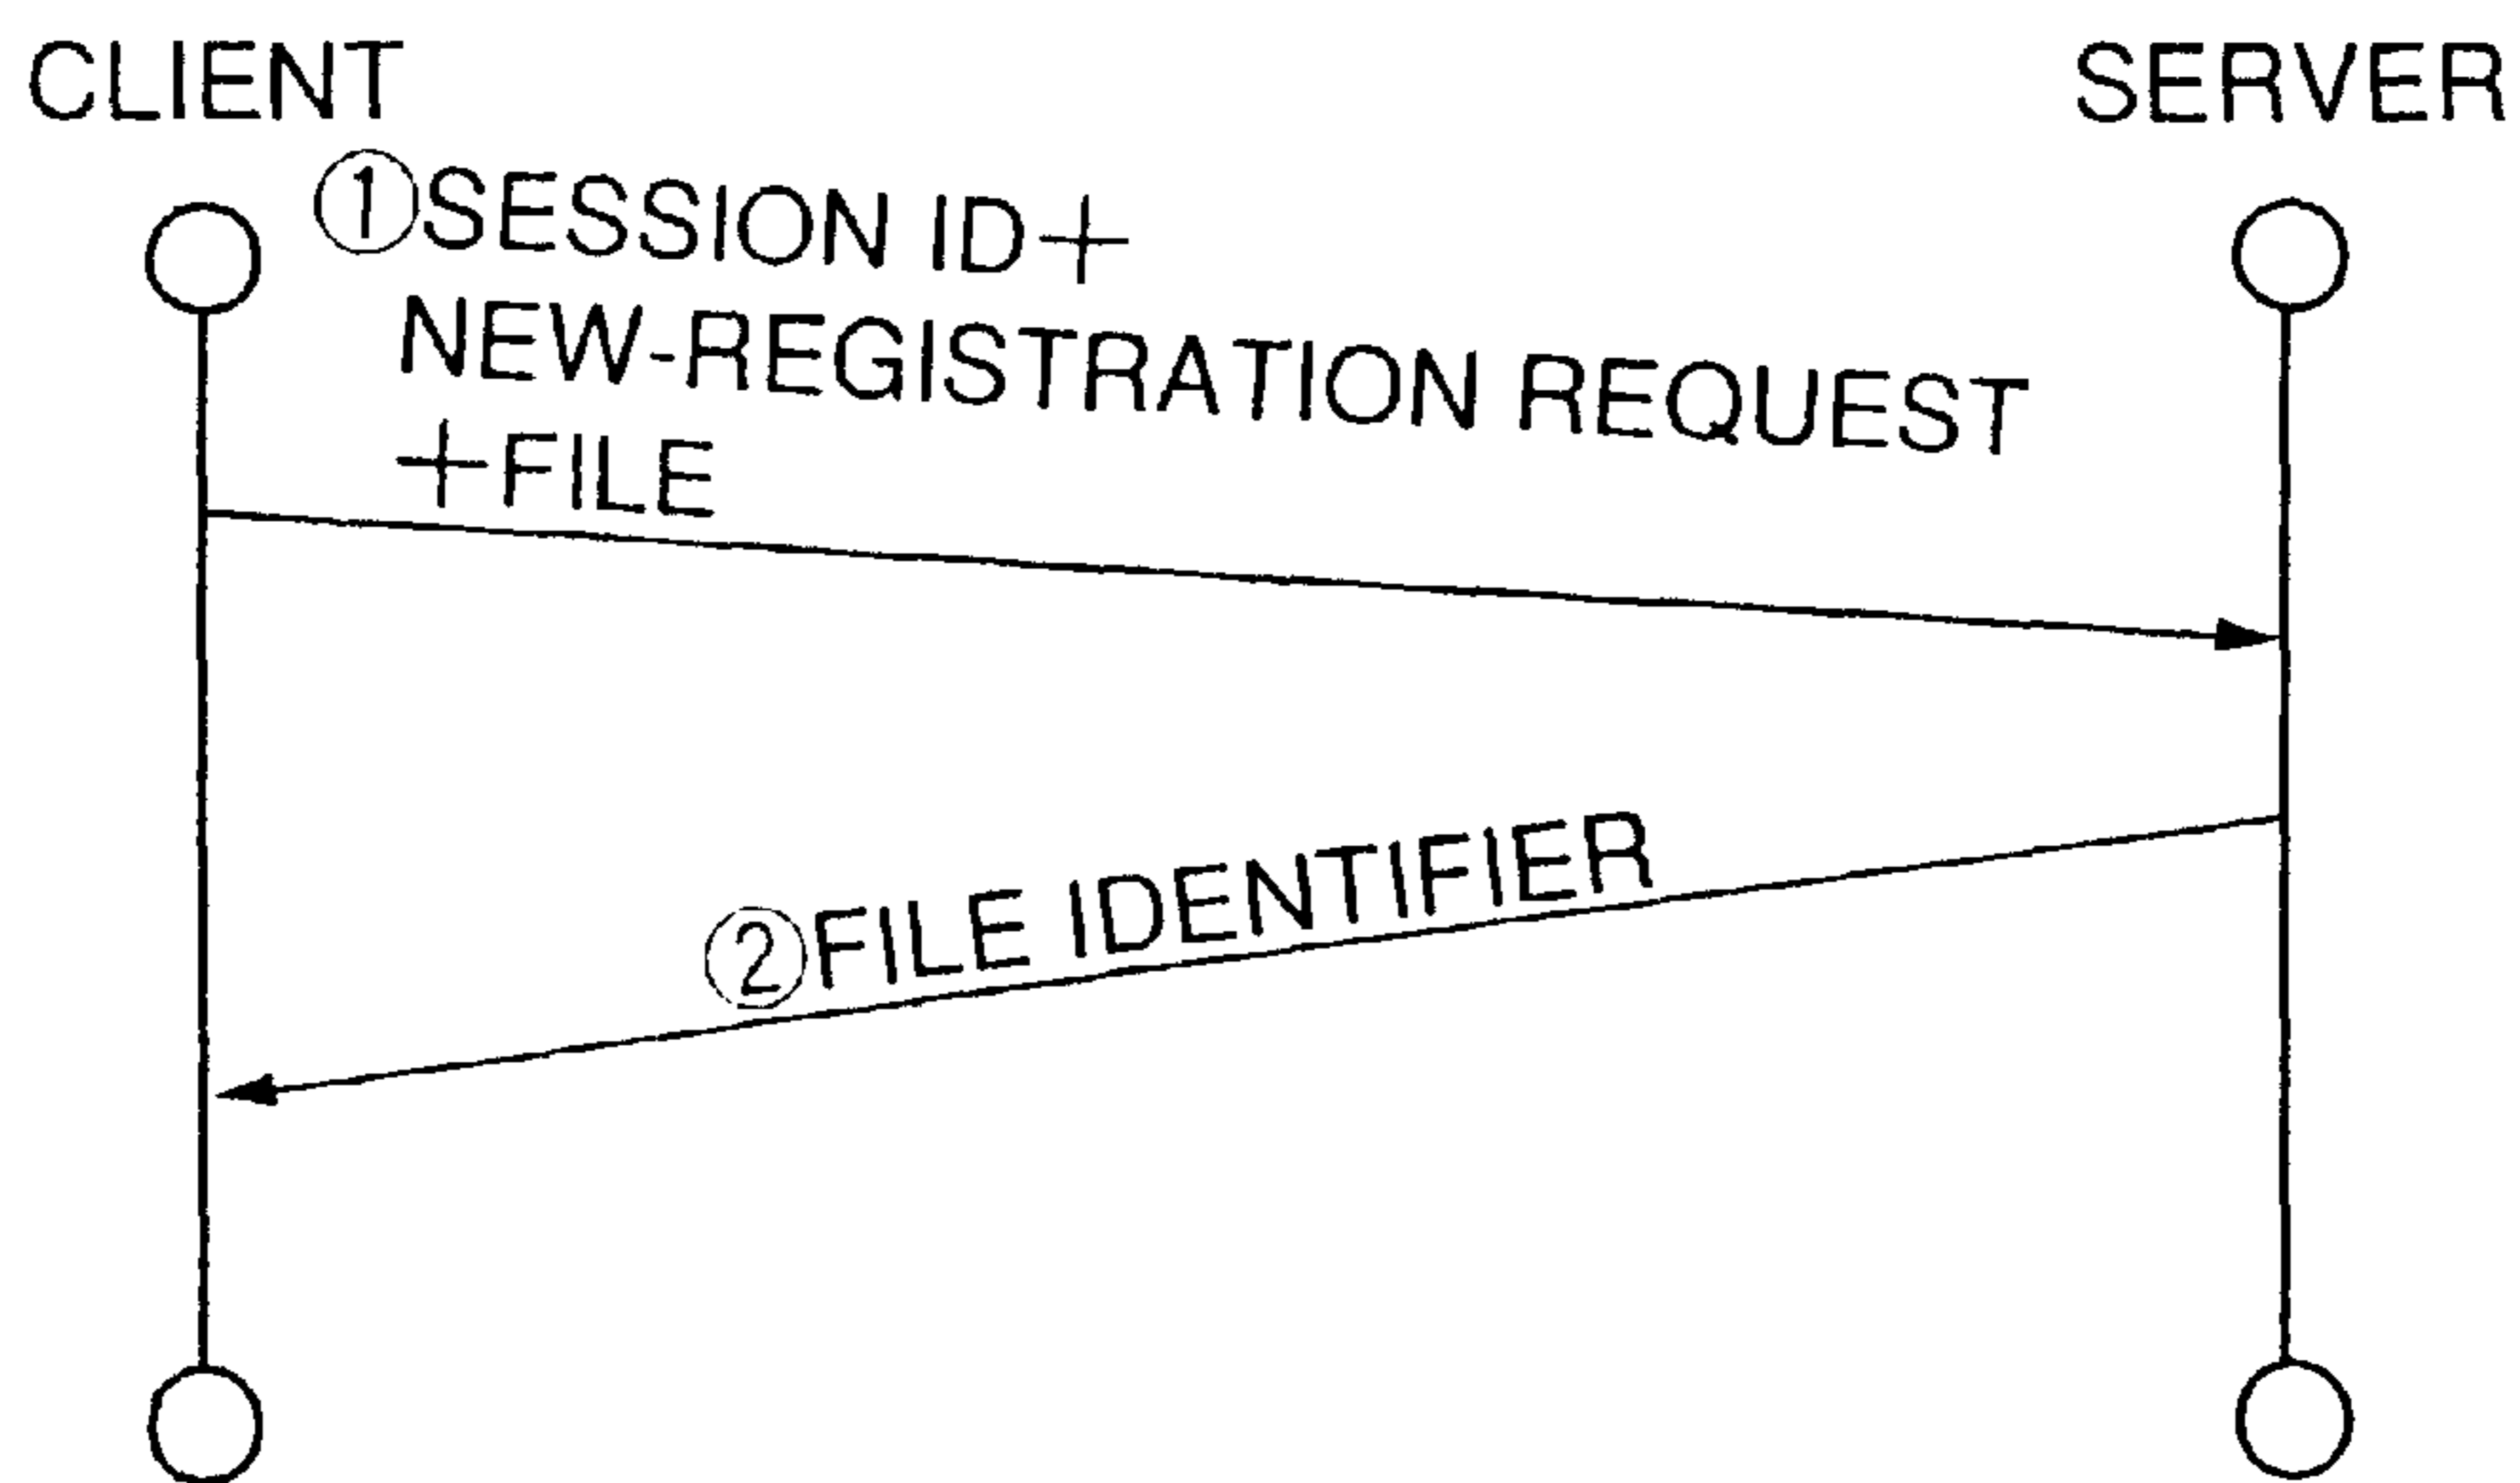 CLIENT
SERVER
①SESSION ID+
NEW-REGISTRATION REQUEST
+FILE
②FILE IDENTIFIER